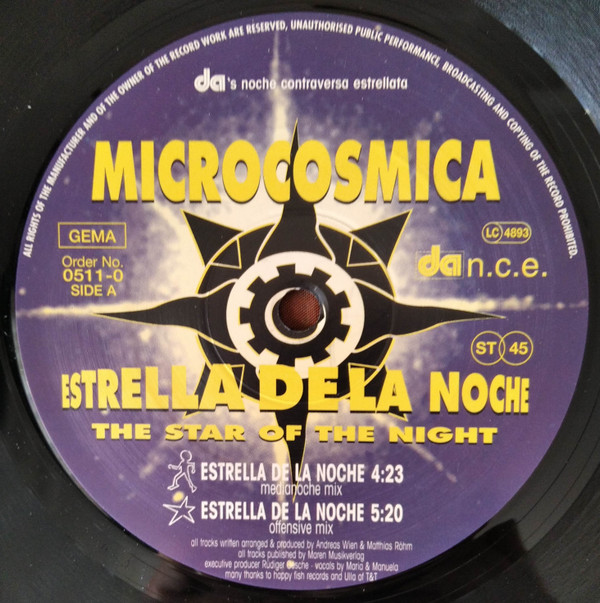 ALL RIGHTS OF THE MANUFACTURER AND OF THE OWNER OF THE RECORD WORK ARE RESERVED, UNAUTHORISED PUBLIC PERFORMANCE, BROADCASTING AND COPYING OF THE RECORD PROHIBITED.
da's noche contraversa estrellata
MICROCOSMICA
GEMA
Order No.
0511-0
SIDE A
LC 4893
da n.c.e.
ST 45
ESTRELLA DE LA NOCHE
THE STAR OF THE NIGHT
ESTRELLA DE LA NOCHE 4:23
medianoche mix
ESTRELLA DE LA NOCHE 5:20
offensive mix
all tracks written arranged & produced by Andreas Wien & Matthias Röhm
all tracks published by Maren Musikverlag
executive producer Rüdiger sche - vocals by Maria & Manuela
many thanks to happy fish records and Ulla of T&T